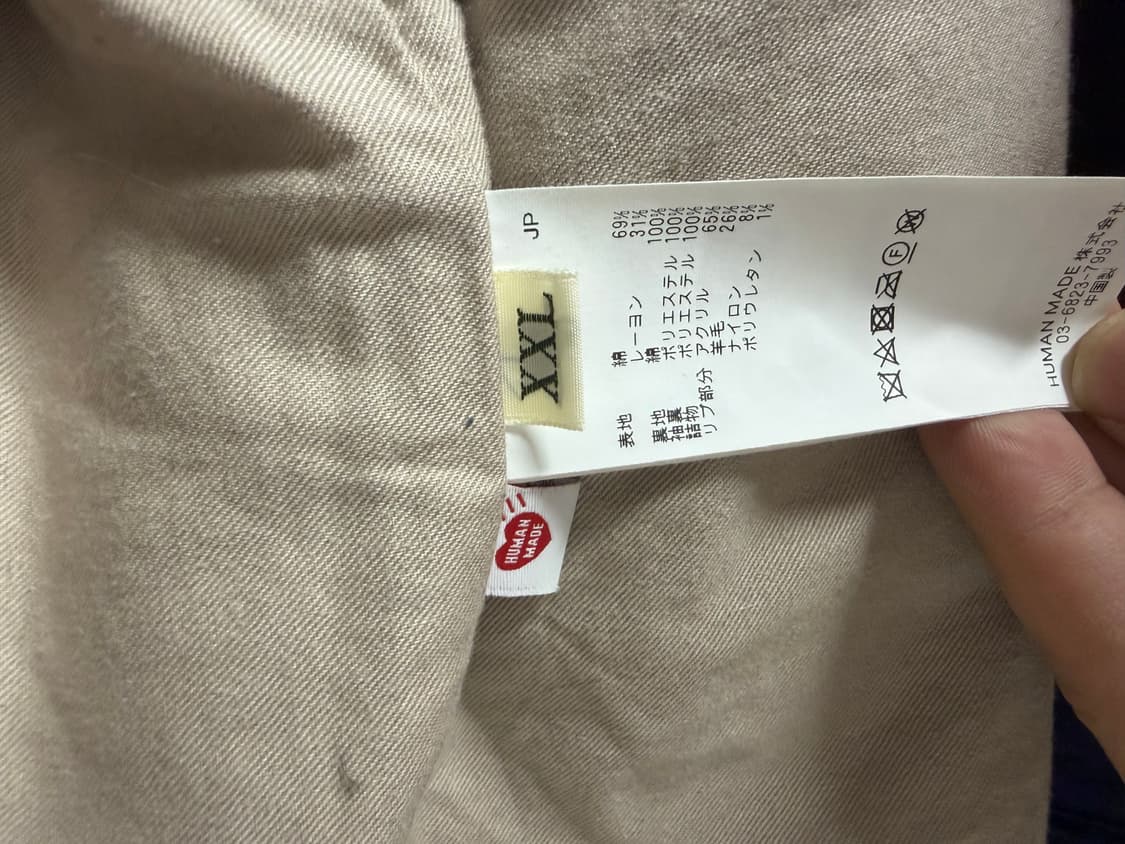 JP
XXL
表地 綿 69%
レーヨン 31%
裏地 綿 100%
袖裏 ポリエステル 100%
詰物 ポリエステル 100%
リブ部分 アクリル 65%
羊毛 26%
ナイロン 8%
ポリウレタン 1%
F
W
HUMAN MADE 株式会社
03-6823-7993
中国製
HUMAN
MADE